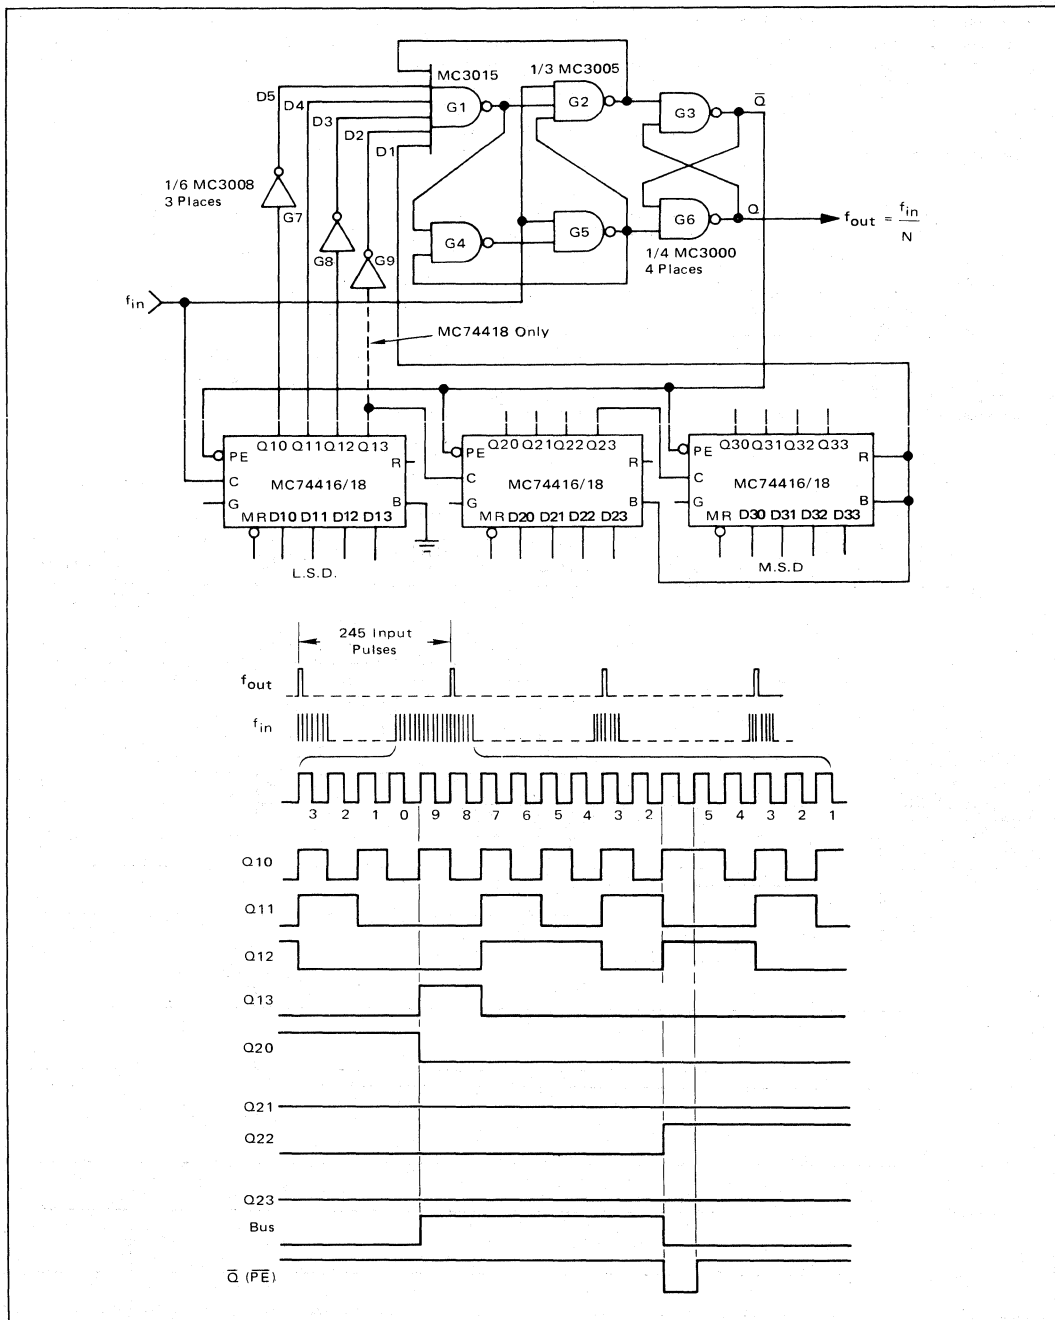 MC3015
1/3 MC3005
D5
D4
D3
D2
D1
G1
G2
G3
Q̅
1/6 MC3008
3 Places
G7
G8
G9
G4
G5
G6
Q
f_out = f_in / N
1/4 MC3000
4 Places
f_in
MC74418 Only
Q10 Q11 Q12 Q13
PE
R
C
MC74416/18
G
B
MR D10 D11 D12 D13
L.S.D.
Q20 Q21 Q22 Q23
PE
R
C
MC74416/18
G
B
MR D20 D21 D22 D23
Q30 Q31 Q32 Q33
PE
R
C
MC74416/18
G
B
MR D30 D31 D32 D33
M.S.D
245 Input
Pulses
f_out
f_in
3 2 1 0 9 8 7 6 5 4 3 2 5 4 3 2 1
Q10
Q11
Q12
Q13
Q20
Q21
Q22
Q23
Bus
Q̅ (P̅E̅)